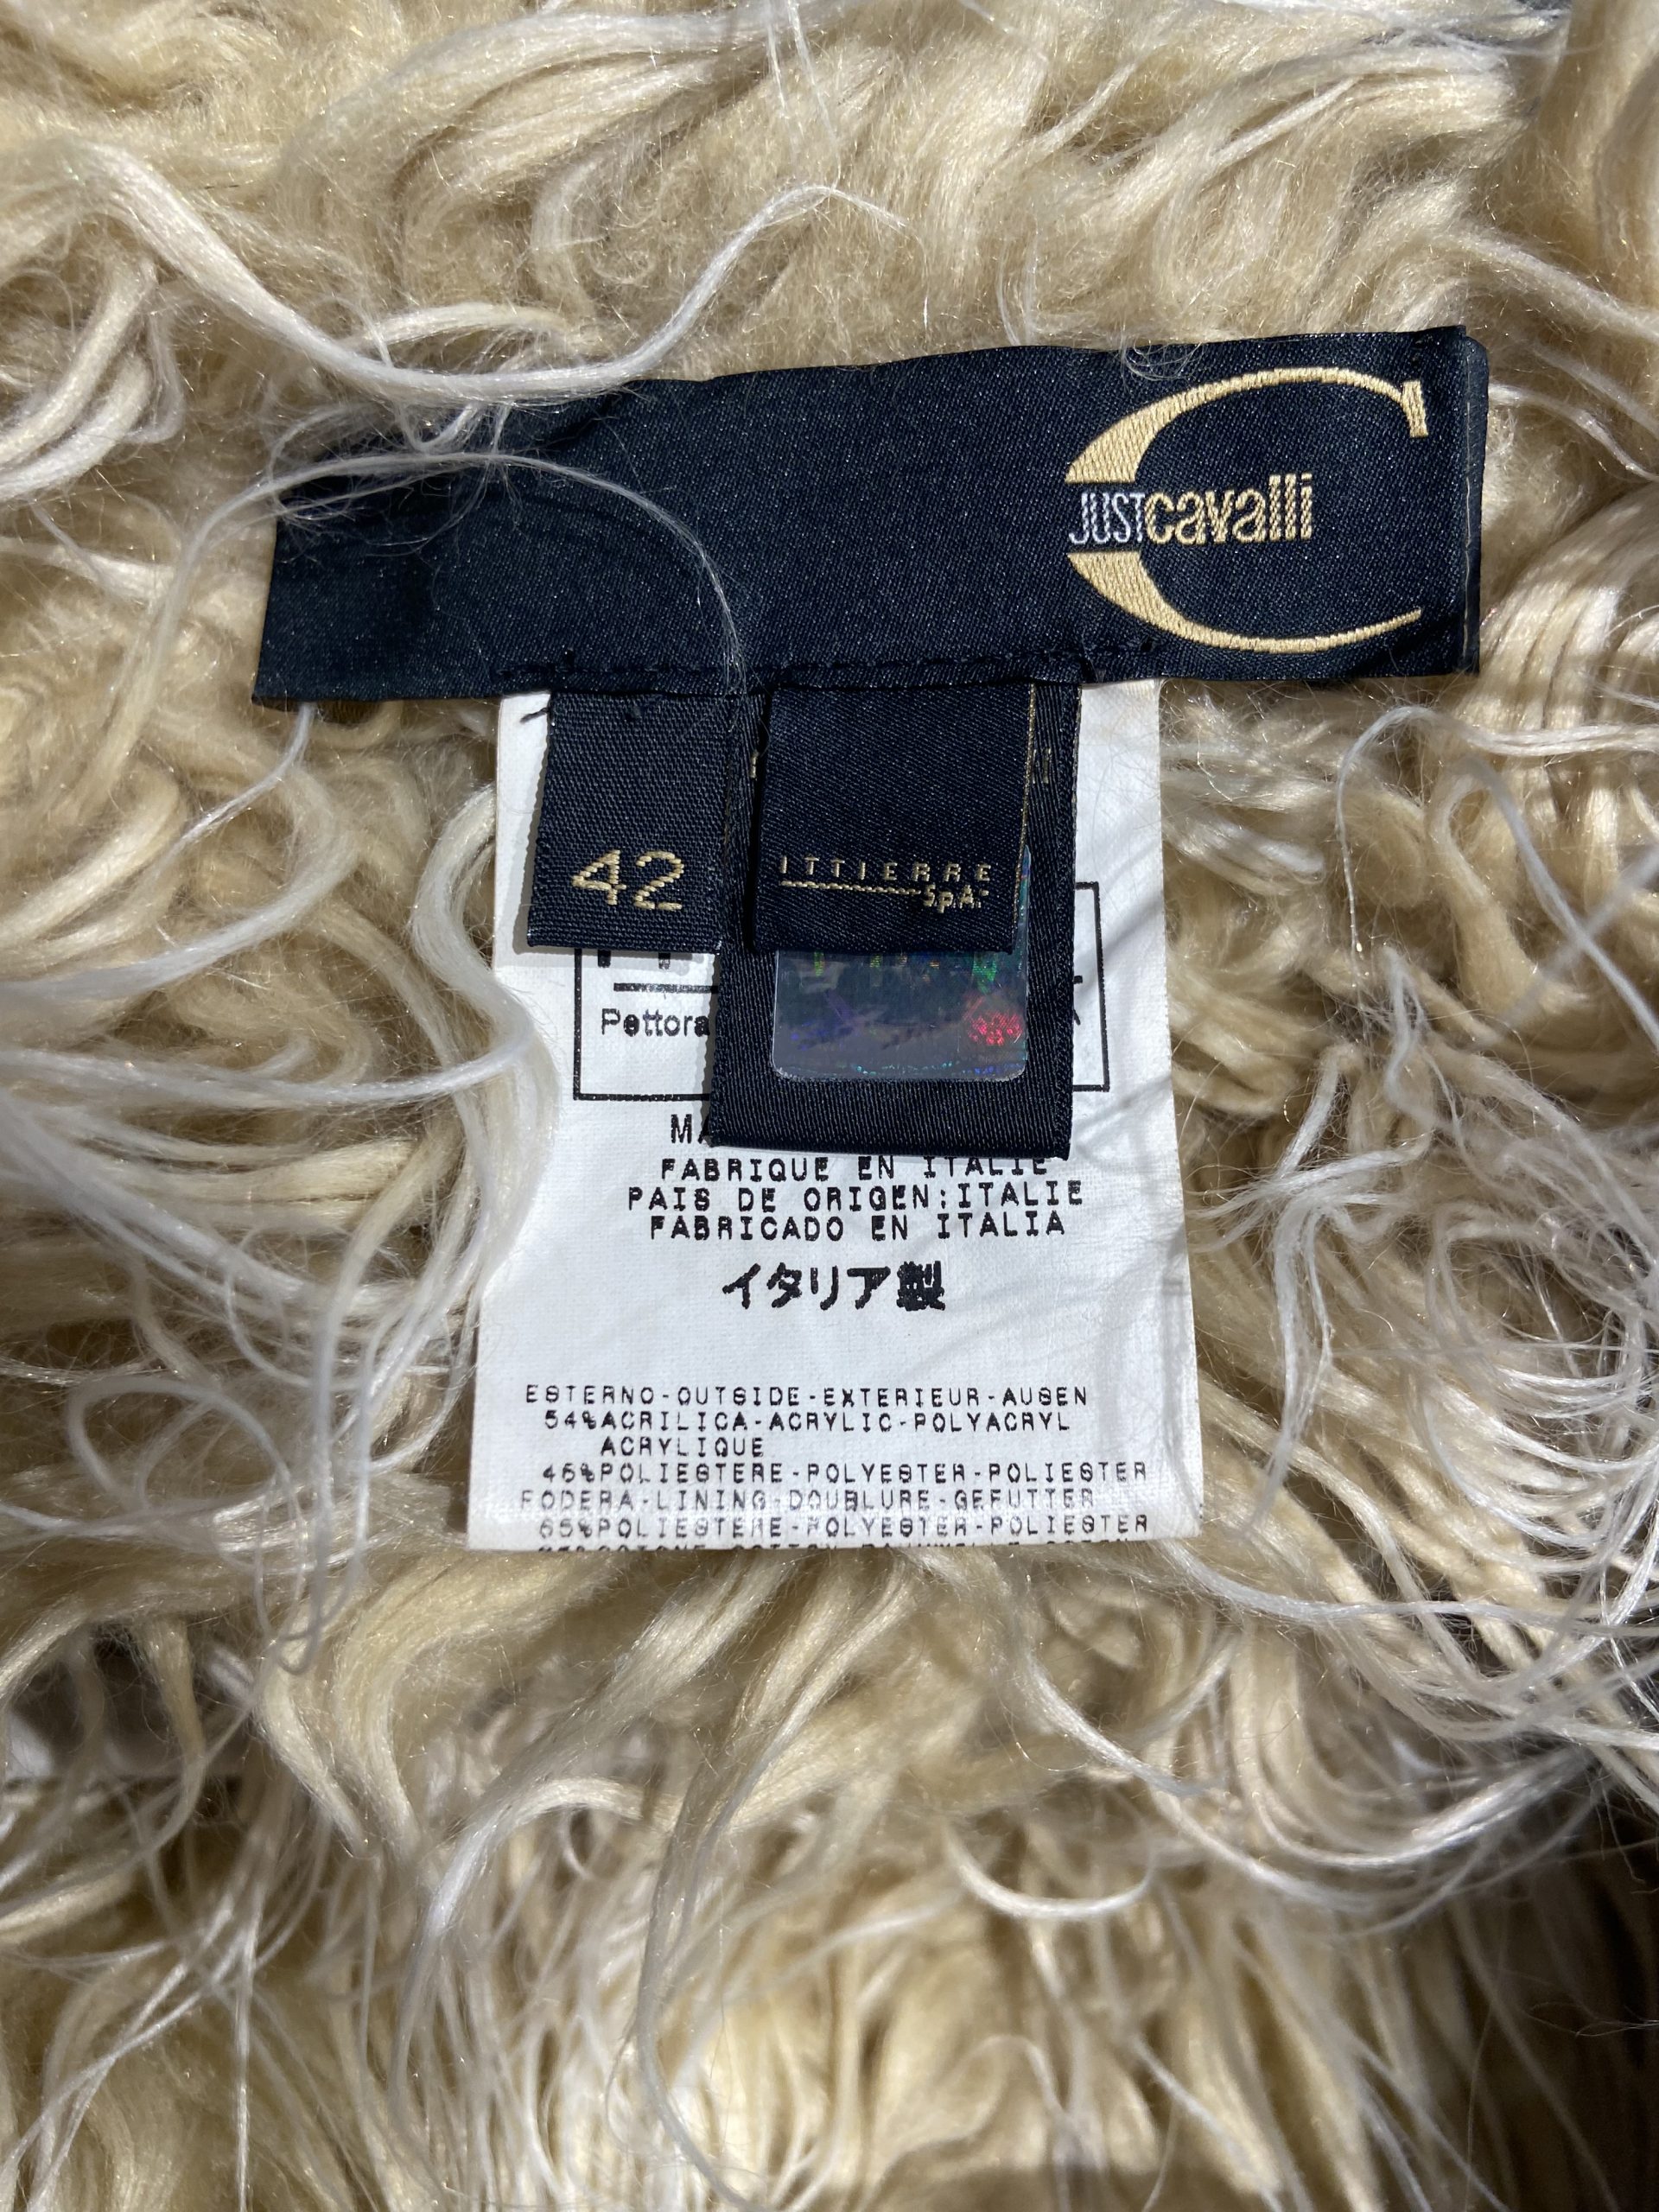 JUSTcavalli
42
ITTIERRE
S.p.A.
FABRIQUE EN ITALIE
PAIS DE ORIGEN:ITALIE
FABRICADO EN ITALIA
イタリア製
ESTERNO-OUTSIDE-EXTERIEUR-AUSEN
54%ACRILICA-ACRYLIC-POLYACRYL
ACRYLIQUE
46%POLIESTERE-POLYESTER-POLIESTER
FODERA-LINING-DOUBLURE-GEFUTTER
65%POLIESTERE-POLYESTER-POLIESTER